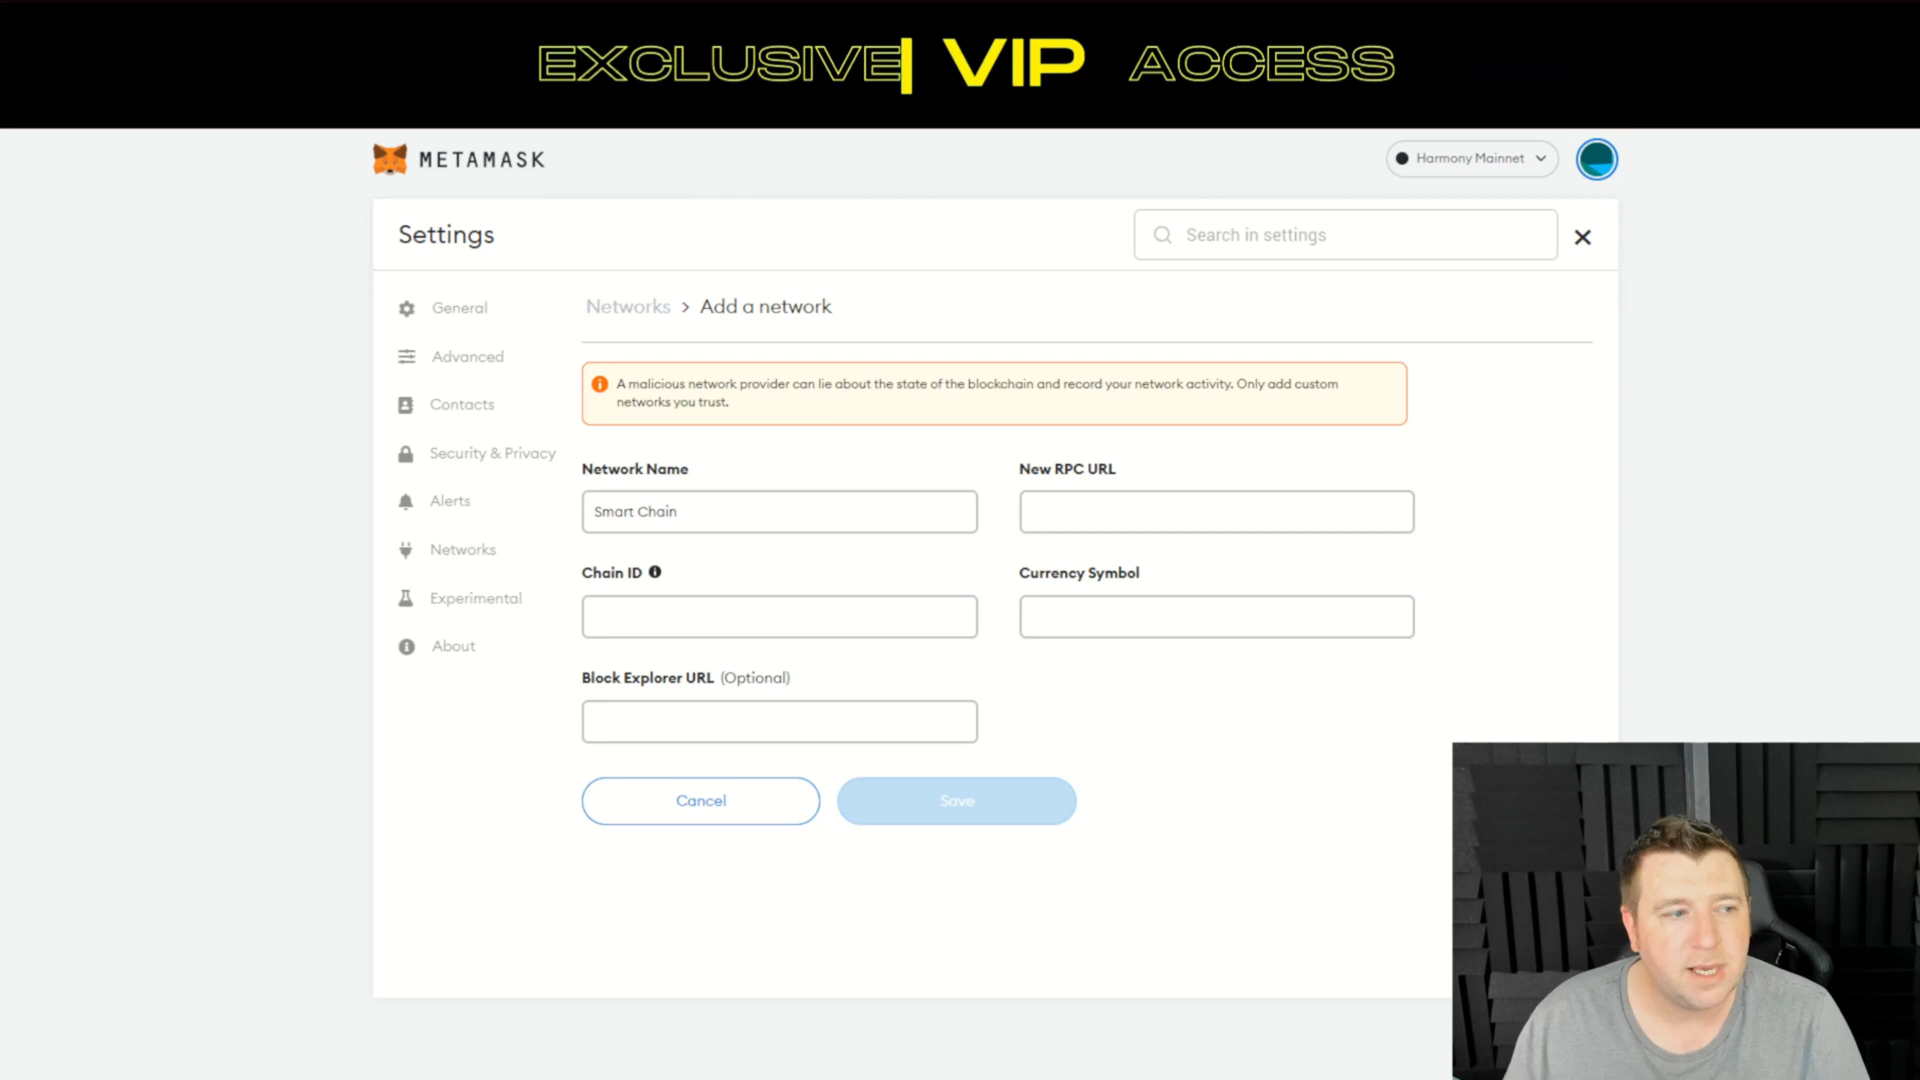 EXCLUSIVE| VIP ACCESS
METAMASK
Harmony Mainnet
Settings
Search in settings
General
Advanced
Contacts
Security & Privacy
Alerts
Networks
Experimental
About
Networks > Add a network
A malicious network provider can lie about the state of the blockchain and record your network activity. Only add custom
networks you trust.
Network Name
New RPC URL
Smart Chain
Chain ID
Currency Symbol
Block Explorer URL (Optional)
Cancel
Save